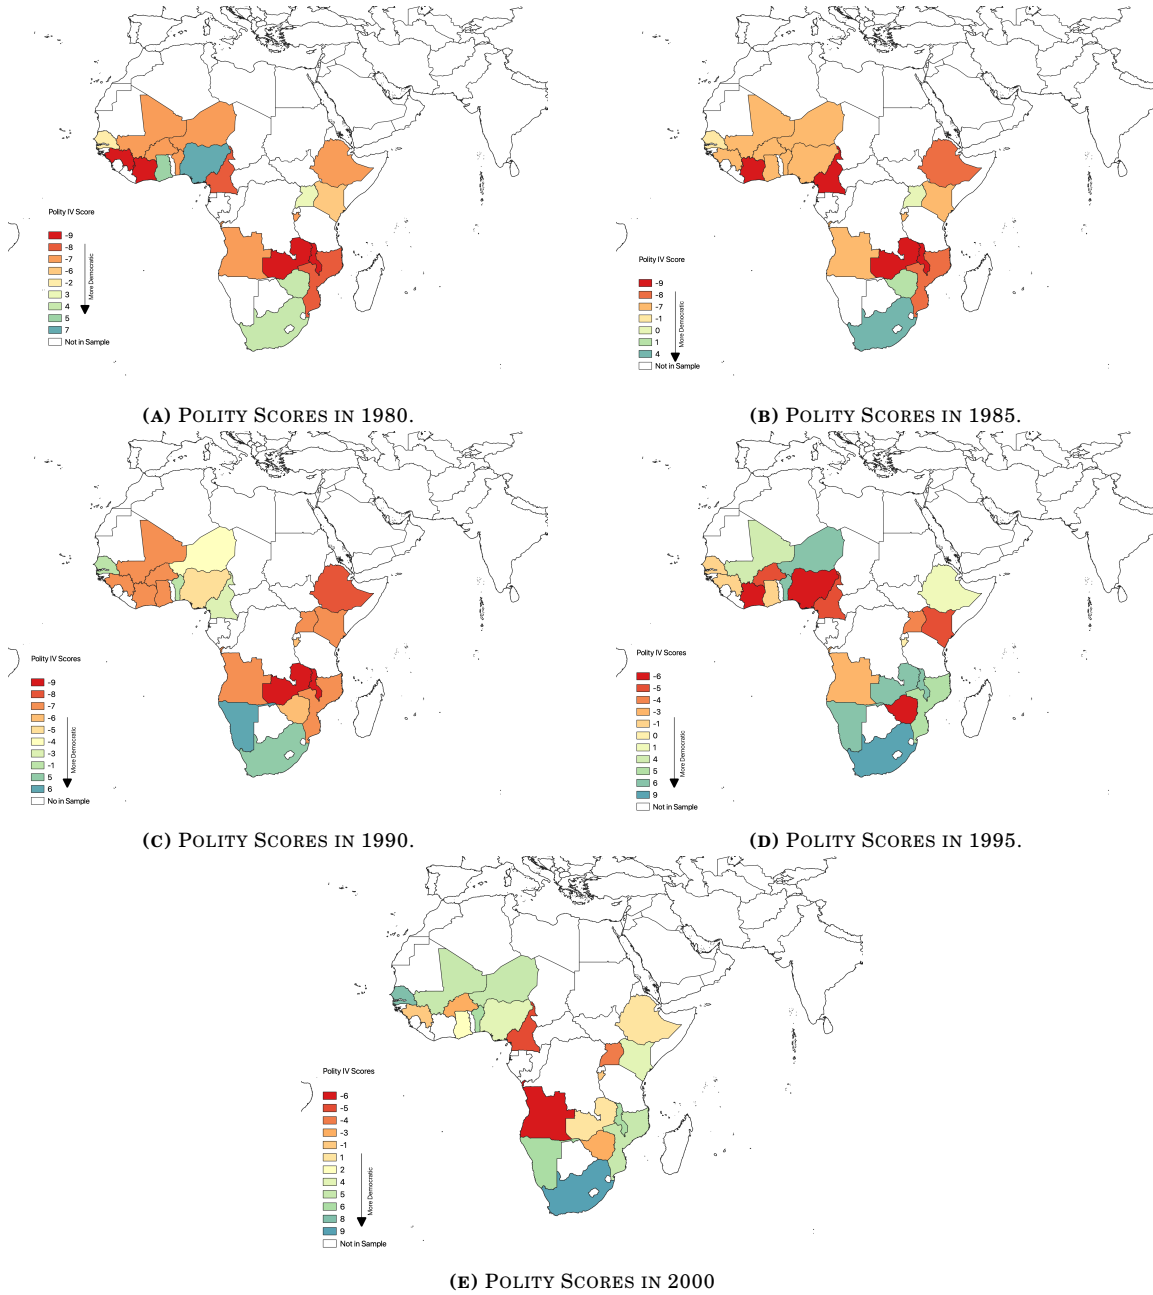 Polity IV Score
-9
-8
-7
-6
-2
3
4
5
7
Not in Sample
More Democratic
(A) POLITY SCORES IN 1980.
Polity IV Score
-9
-8
-7
-1
0
1
4
Not in Sample
More Democratic
(B) POLITY SCORES IN 1985.
Polity IV Scores
-9
-8
-7
-6
-5
-4
-3
-1
5
6
No in Sample
More Democratic
(C) POLITY SCORES IN 1990.
Polity IV Scores
-6
-5
-4
-3
-1
0
1
4
5
6
9
Not in Sample
More Democratic
(D) POLITY SCORES IN 1995.
Polity IV Scores
-6
-5
-4
-3
-1
1
2
4
5
6
8
9
Not in Sample
More Democratic
(E) POLITY SCORES IN 2000